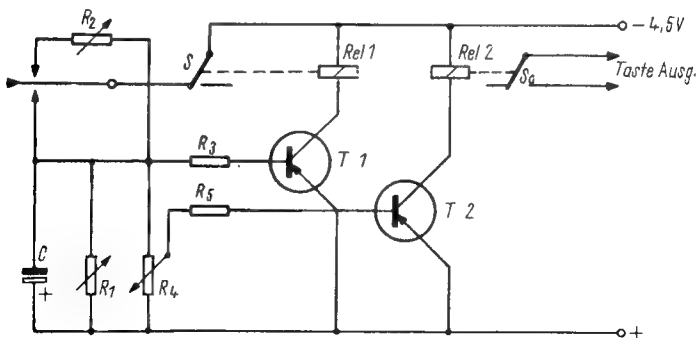 R2
S
Rel 1
Rel 2
−4,5V
Sa
Taste Ausg.
R3
T 1
R5
T 2
C
+
R1
R4
+